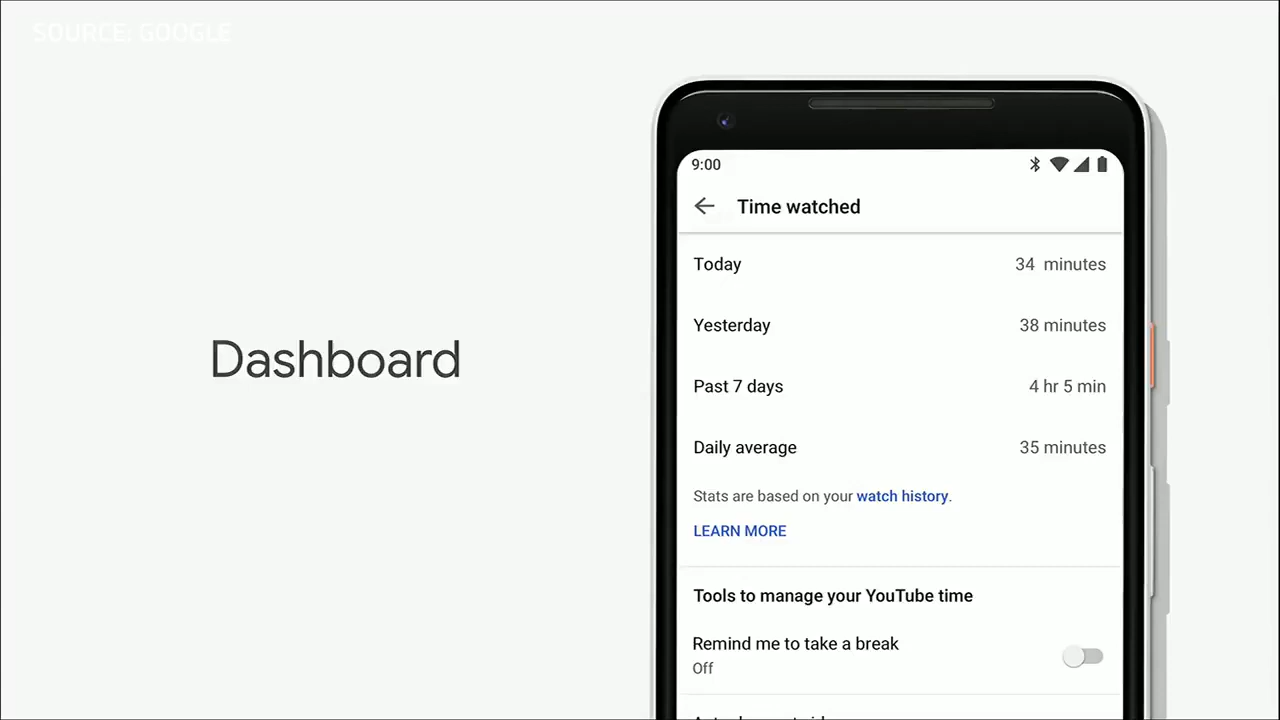 SOURCE: GOOGLE
Dashboard
9:00
Time watched
Today 34 minutes
Yesterday 38 minutes
Past 7 days 4 hr 5 min
Daily average 35 minutes
Stats are based on your watch history.
LEARN MORE
Tools to manage your YouTube time
Remind me to take a break
Off